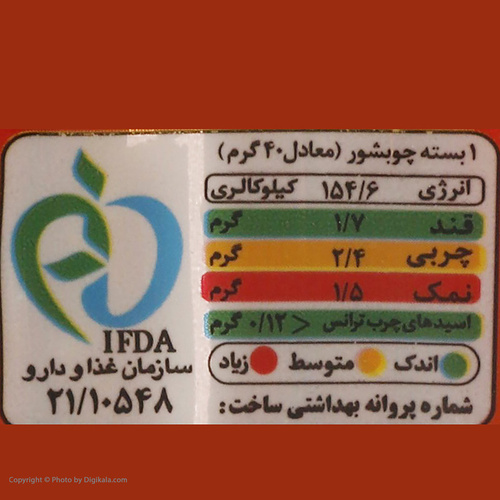 ۱ بسته چوبشور (معادل ۴۰ گرم)
انرژی ۱۵۴/۶ کیلوکالری
قند ۱/۷ گرم
چربی ۲/۴ گرم
نمک ۱/۵ گرم
اسیدهای چرب ترانس < ۰/۱۲ گرم
اندک متوسط زیاد
شماره پروانه بهداشتی ساخت:
IFDA
سازمان غذا و دارو
۲۱/۱۰۵۴۸
Copyright © Photo by Digikala.com